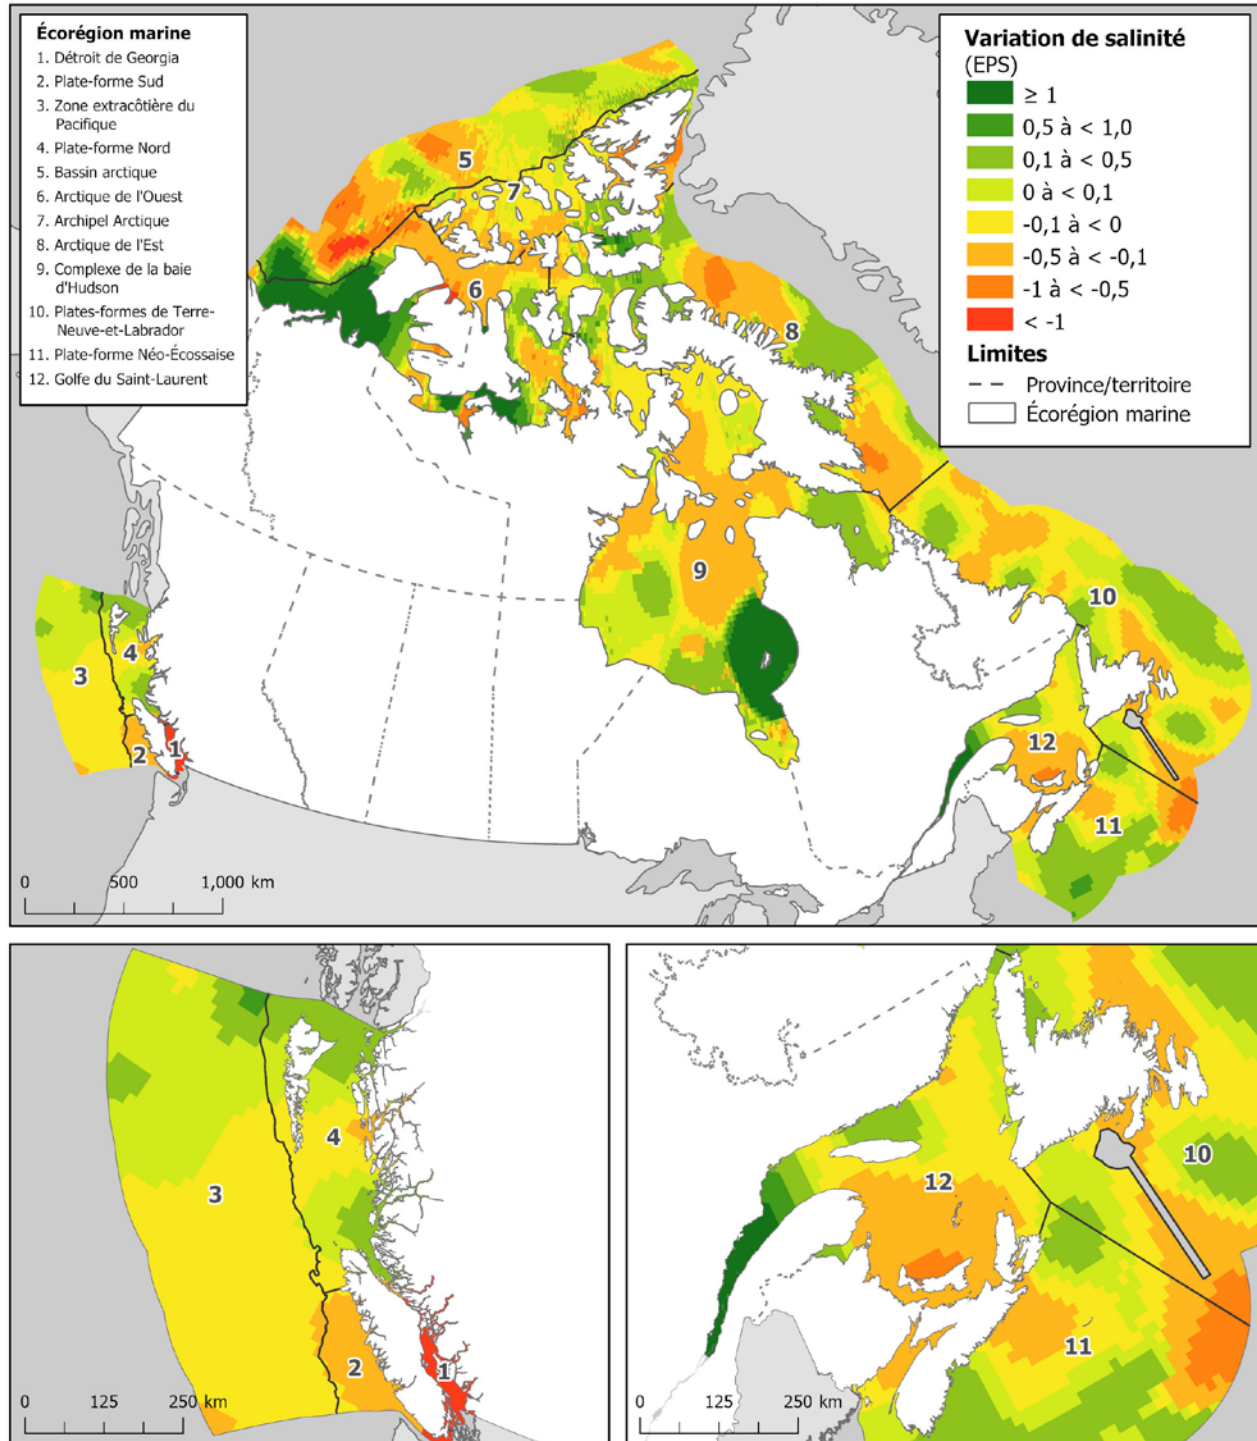 Écorégion marine
1. Détroit de Georgia
2. Plate-forme Sud
3. Zone extracôtière du
Pacifique
4. Plate-forme Nord
5. Bassin arctique
6. Arctique de l'Ouest
7. Archipel Arctique
8. Arctique de l'Est
9. Complexe de la baie
d'Hudson
10. Plates-formes de Terre-
Neuve-et-Labrador
11. Plate-forme Néo-Écossaise
12. Golfe du Saint-Laurent
Variation de salinité
(EPS)
≥ 1
0,5 à < 1,0
0,1 à < 0,5
0 à < 0,1
-0,1 à < 0
-0,5 à < -0,1
-1 à < -0,5
< -1
Limites
Province/territoire
Écorégion marine
5
7
6
8
9
10
4
3
2
1
12
11
0 500 1,000 km
4
3
2
1
0 125 250 km
10
12
11
0 125 250 km